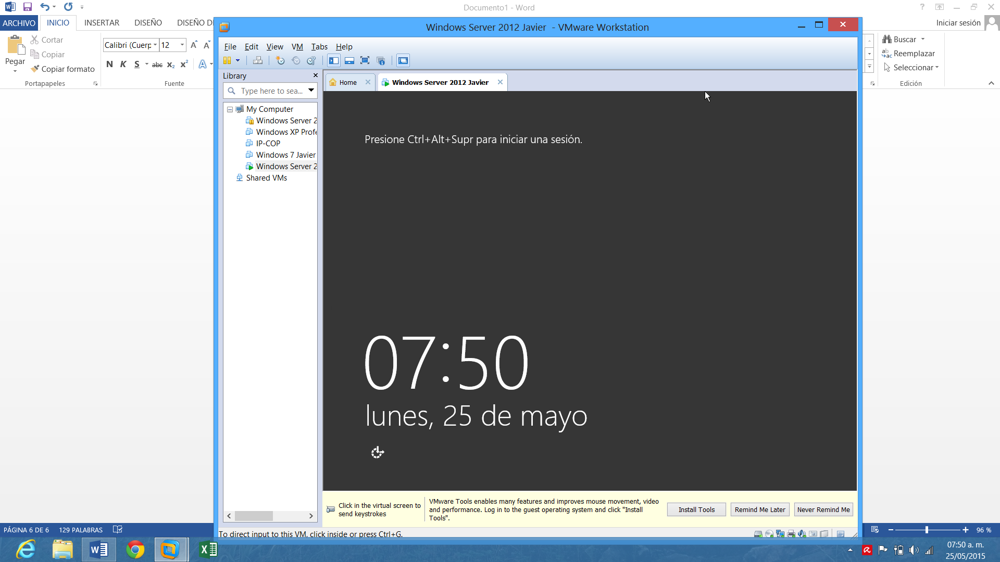 Documento1 - Word
ARCHIVO INICIO INSERTAR DISEÑO DISEÑO DE
Iniciar sesión
Pegar
Cortar
Copiar
Copiar formato
Portapapeles
Calibri (Cuerp 12
N K S abc x₂ x² A
Fuente
Buscar
Reemplazar
Seleccionar
Edición
Windows Server 2012 Javier - VMware Workstation
File Edit View VM Tabs Help
Library
Type here to sea...
My Computer
Windows Server 2
Windows XP Profe
IP-COP
Windows 7 Javier
Windows Server 2
Shared VMs
Home
Windows Server 2012 Javier
Presione Ctrl+Alt+Supr para iniciar una sesión.
07:50
lunes, 25 de mayo
Click in the virtual screen to
send keystrokes
VMware Tools enables many features and improves mouse movement, video
and performance. Log in to the guest operating system and click "Install
Tools".
Install Tools
Remind Me Later
Never Remind Me
To direct input to this VM, click inside or press Ctrl+G.
PÁGINA 6 DE 6 129 PALABRAS
96 %
07:50 a. m.
25/05/2015